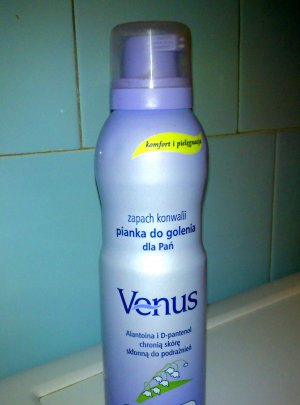 komfort i pielęgnacja
zapach konwalii
pianka do golenia
dla Pań
Venus
Alantoina i D-pantenol
chronią skórę
skłonną do podrażnień